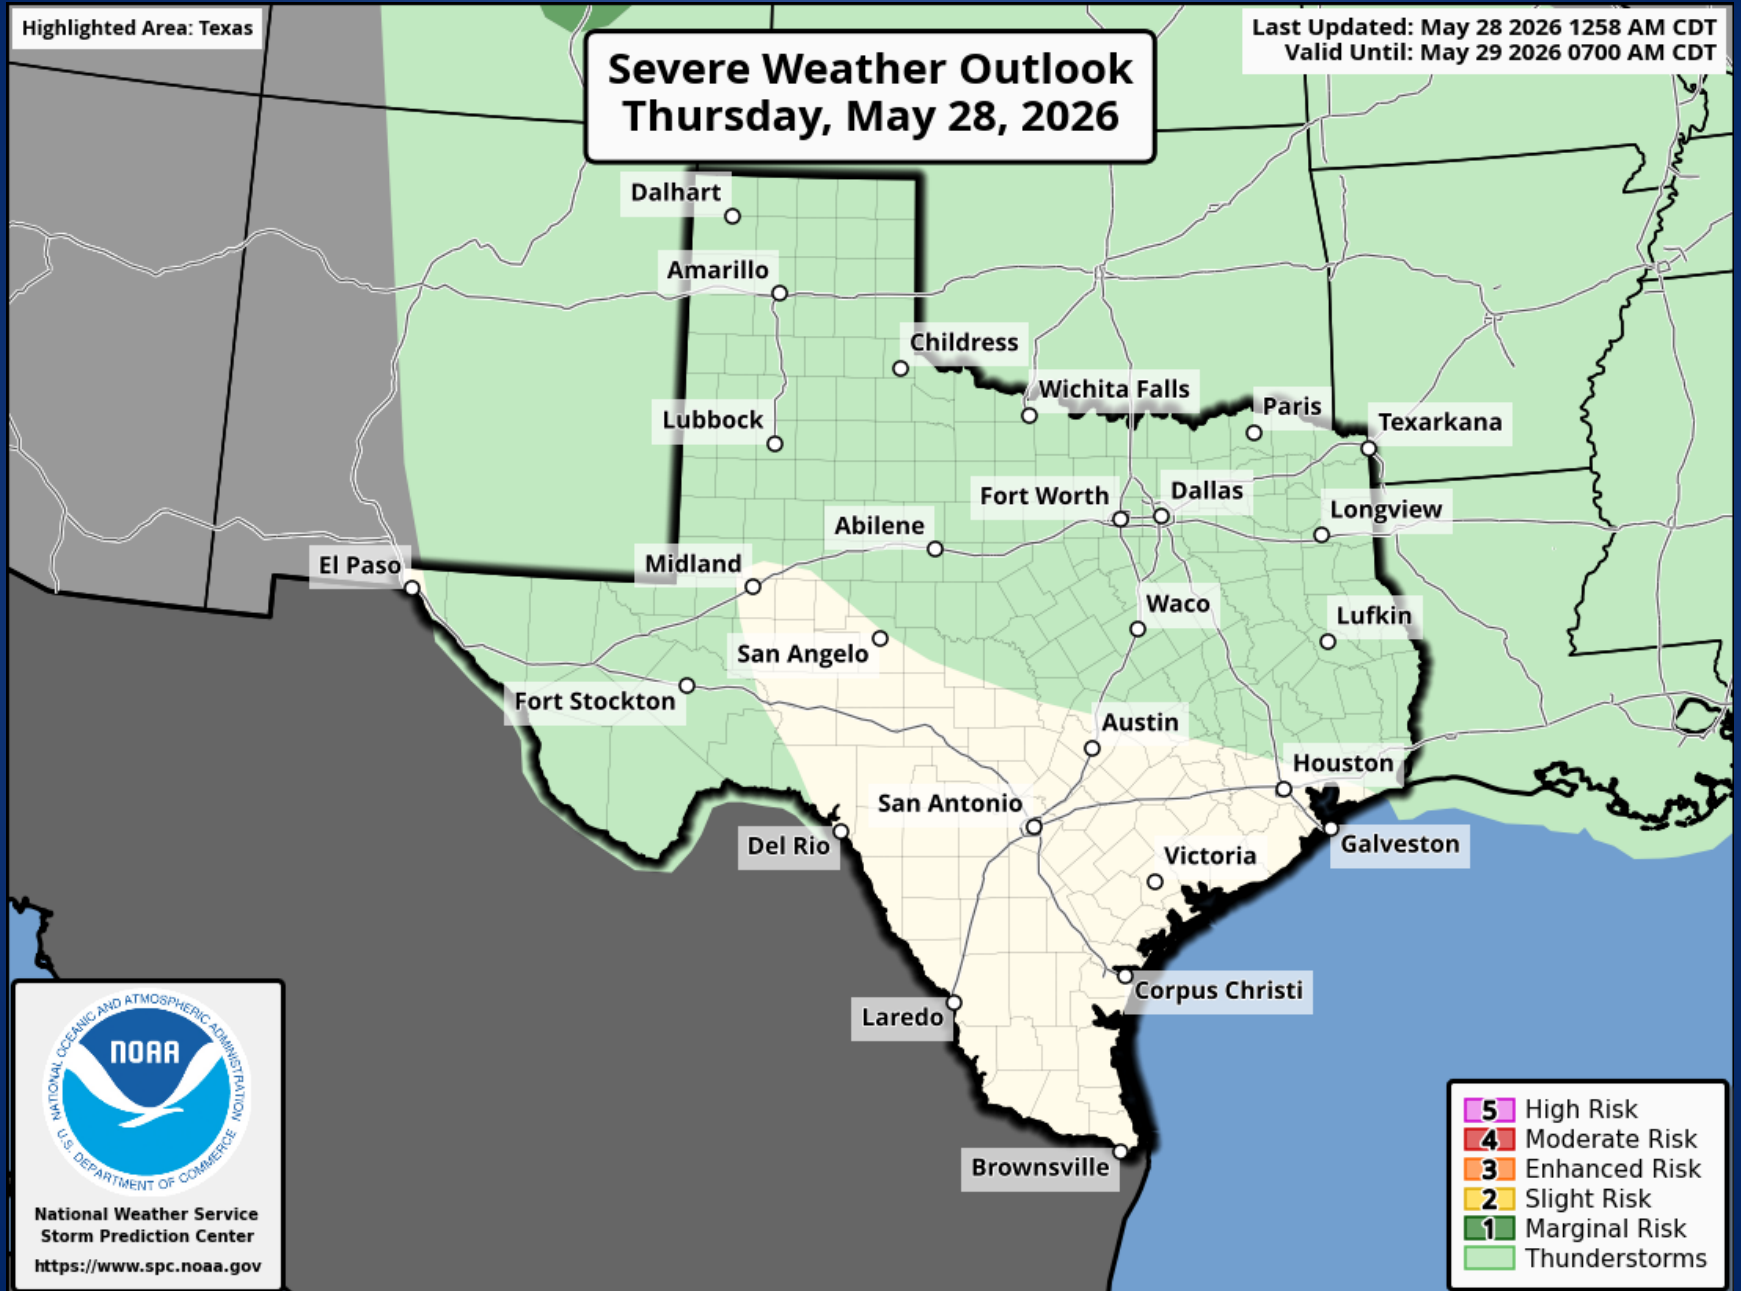 Highlighted Area: Texas
Severe Weather Outlook
Thursday, May 28, 2026
Last Updated: May 28 2026 1258 AM CDT
Valid Until: May 29 2026 0700 AM CDT
Dalhart
Amarillo
Childress
Wichita Falls
Paris
Texarkana
Lubbock
Fort Worth
Dallas
Longview
Abilene
El Paso
Midland
Waco
Lufkin
San Angelo
Fort Stockton
Austin
Houston
San Antonio
Del Rio
Galveston
Victoria
Corpus Christi
Laredo
Brownsville
NATIONAL OCEANIC AND ATMOSPHERIC ADMINISTRATION
NOAA
U.S. DEPARTMENT OF COMMERCE
National Weather Service
Storm Prediction Center
https://www.spc.noaa.gov
5 High Risk
4 Moderate Risk
3 Enhanced Risk
2 Slight Risk
1 Marginal Risk
Thunderstorms